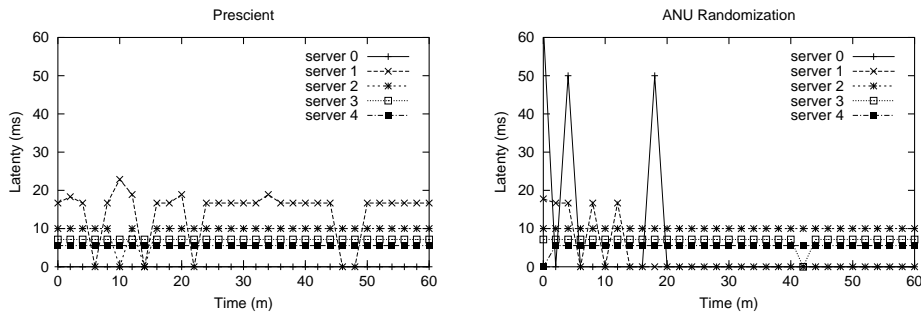 Prescient
60
50
40
30
20
10
0
0 10 20 30 40 50 60
Latenty (ms)
Time (m)
server 0
server 1
server 2
server 3
server 4
ANU Randomization
60
50
40
30
20
10
0
0 10 20 30 40 50 60
Latenty (ms)
Time (m)
server 0
server 1
server 2
server 3
server 4